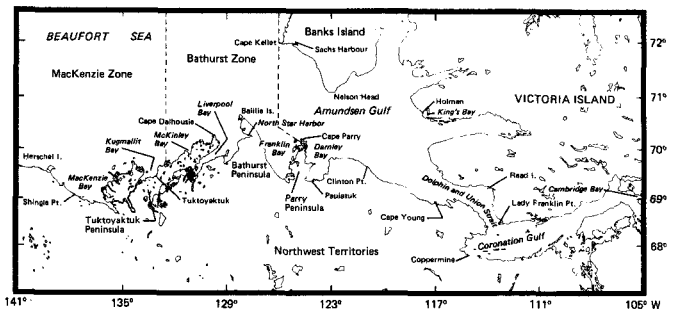 BEAUFORT SEA
Banks Island
Cape Kellet
Sachs Harbour
72°
Bathurst Zone
MacKenzie Zone
Nelson Head
71°
Liverpool
Bay
Baillie Is.
Amundsen Gulf
Holman
King's Bay
VICTORIA ISLAND
Cape Dalhousie
North Star Harbor
McKinley
Bay
Kugmallit
Bay
Cape Parry
Franklin
Bay
Darnley
Bay
70°
Herschel I.
Bathurst
Peninsula
Clinton Pt.
Dolphin and Union Strait
Read I.
Cambridge Bay
MacKenzie
Bay
Parry
Peninsula
Paulatuk
Shingle Pt.
Tuktoyaktuk
Lady Franklin Pt.
69°
Tuktoyaktuk
Peninsula
Cape Young
Northwest Territories
Coronation Gulf
Coppermine
68°
141° 135° 129° 123° 117° 111° 105° W